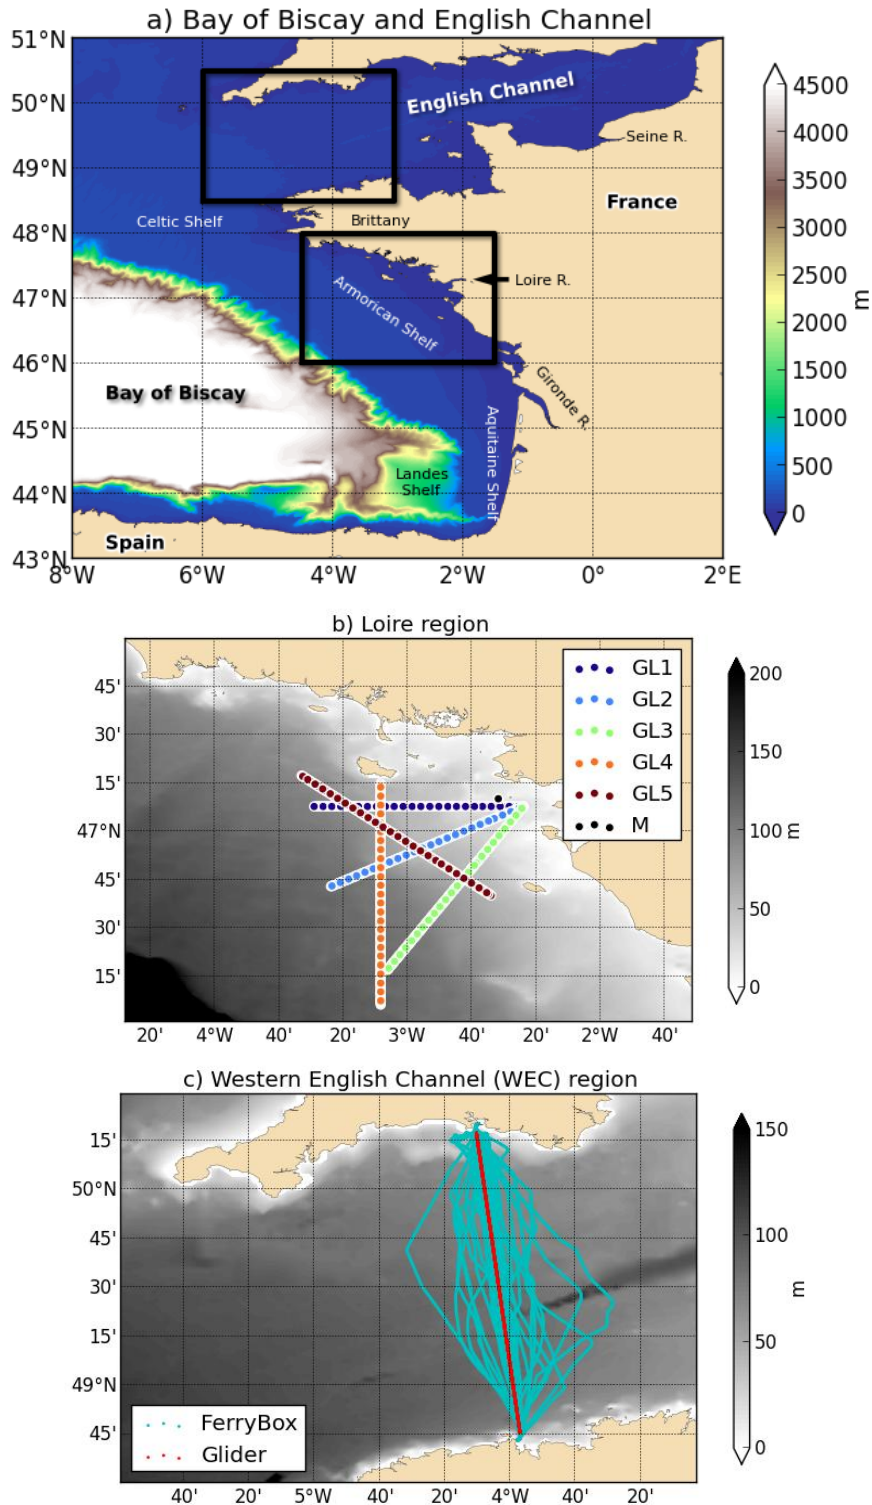 a) Bay of Biscay and English Channel
51°N
50°N
49°N
48°N
47°N
46°N
45°N
44°N
43°N
8°W
6°W
4°W
2°W
0°
2°E
English Channel
Seine R.
France
Celtic Shelf
Brittany
Loire R.
Armorican Shelf
Bay of Biscay
Gironde R.
Aquitaine Shelf
Landes
Shelf
Spain
4500
4000
3500
3000
2500
2000
1500
1000
500
0
m
b) Loire region
45'
30'
15'
47°N
45'
30'
15'
20'
4°W
40'
20'
3°W
40'
20'
2°W
40'
GL1
GL2
GL3
GL4
GL5
M
200
150
100
50
0
m
c) Western English Channel (WEC) region
15'
50°N
45'
30'
15'
49°N
45'
40'
20'
5°W
40'
20'
4°W
40'
20'
FerryBox
Glider
150
100
50
0
m